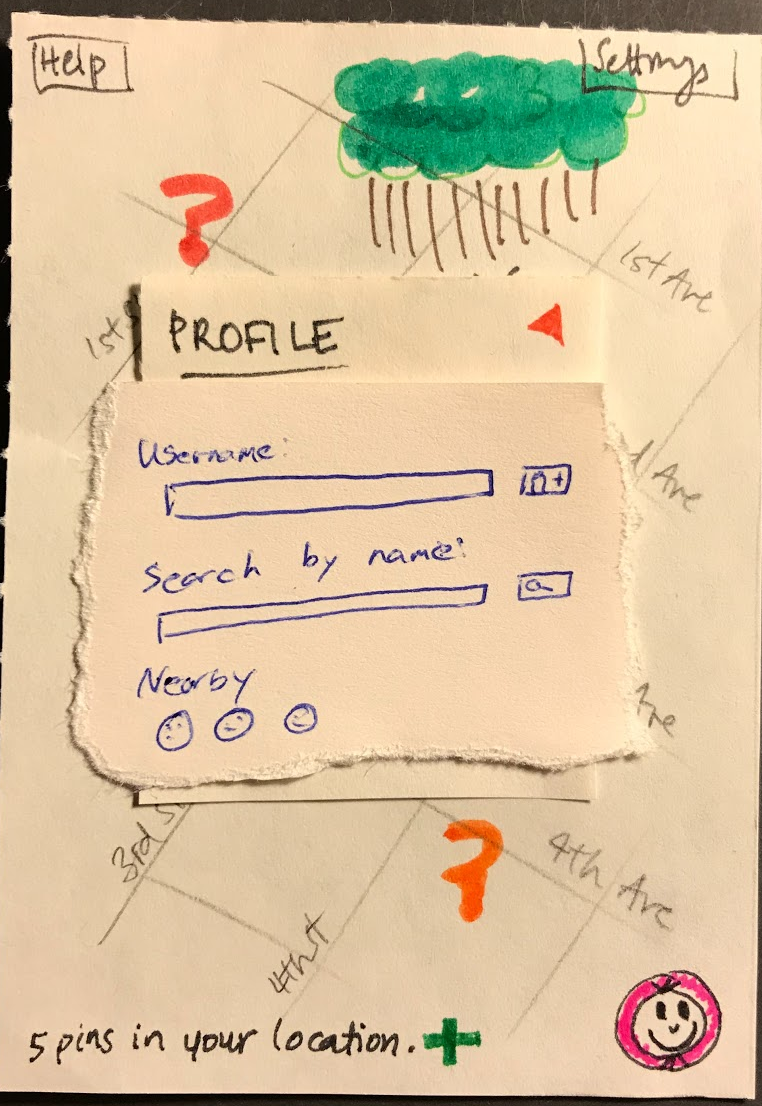 Help
Settings
?
1st Ave
1st
PROFILE
Username:
Ave
Search by name:
Nearby
3rd St
?
4th Ave
4th St
5 pins in your location. +